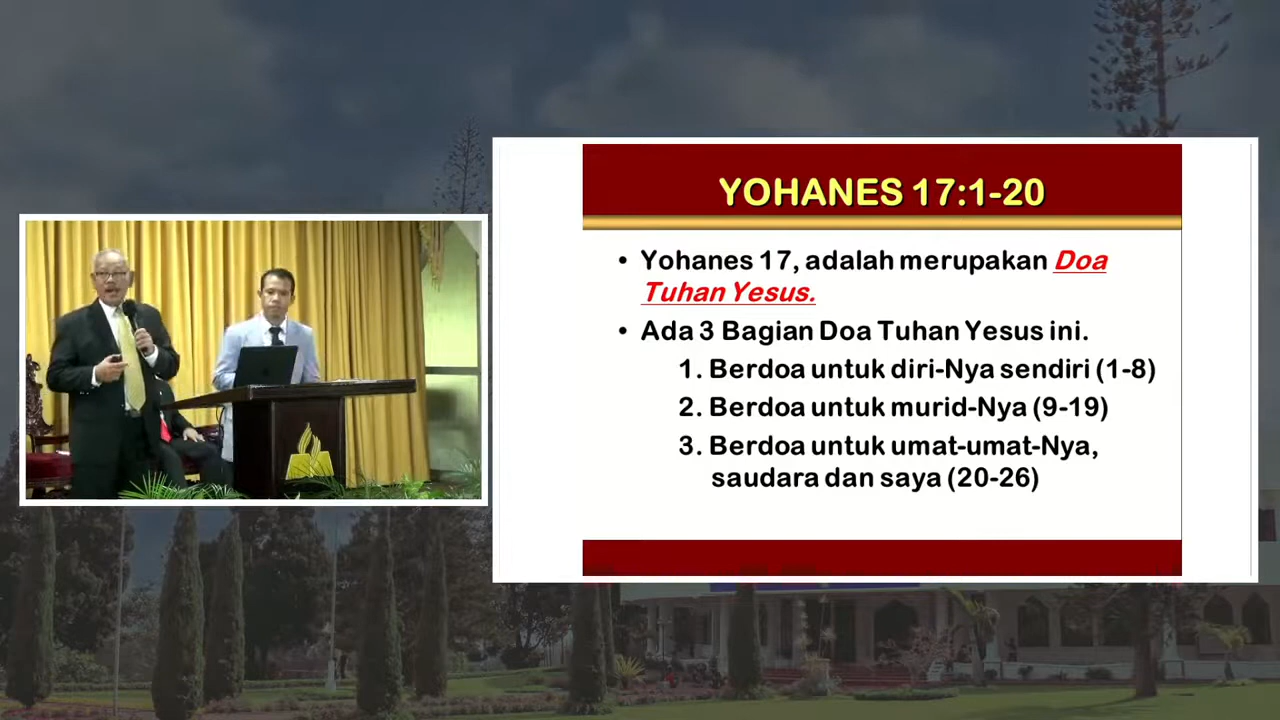 YOHANES 17:1-20
• Yohanes 17, adalah merupakan Doa
Tuhan Yesus.
• Ada 3 Bagian Doa Tuhan Yesus ini.
1. Berdoa untuk diri-Nya sendiri (1-8)
2. Berdoa untuk murid-Nya (9-19)
3. Berdoa untuk umat-umat-Nya,
saudara dan saya (20-26)